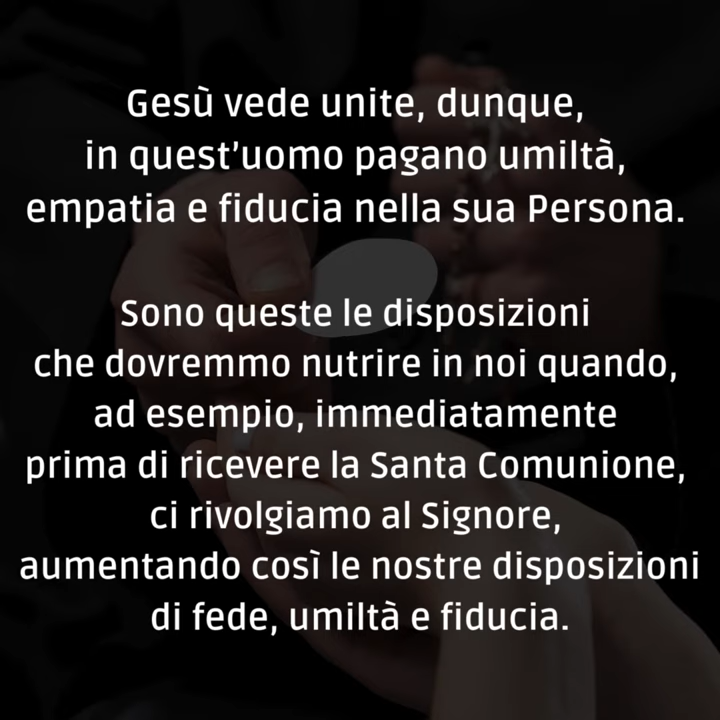 Gesù vede unite, dunque,
in quest’uomo pagano umiltà,
empatia e fiducia nella sua Persona.
Sono queste le disposizioni
che dovremmo nutrire in noi quando,
ad esempio, immediatamente
prima di ricevere la Santa Comunione,
ci rivolgiamo al Signore,
aumentando così le nostre disposizioni
di fede, umiltà e fiducia.